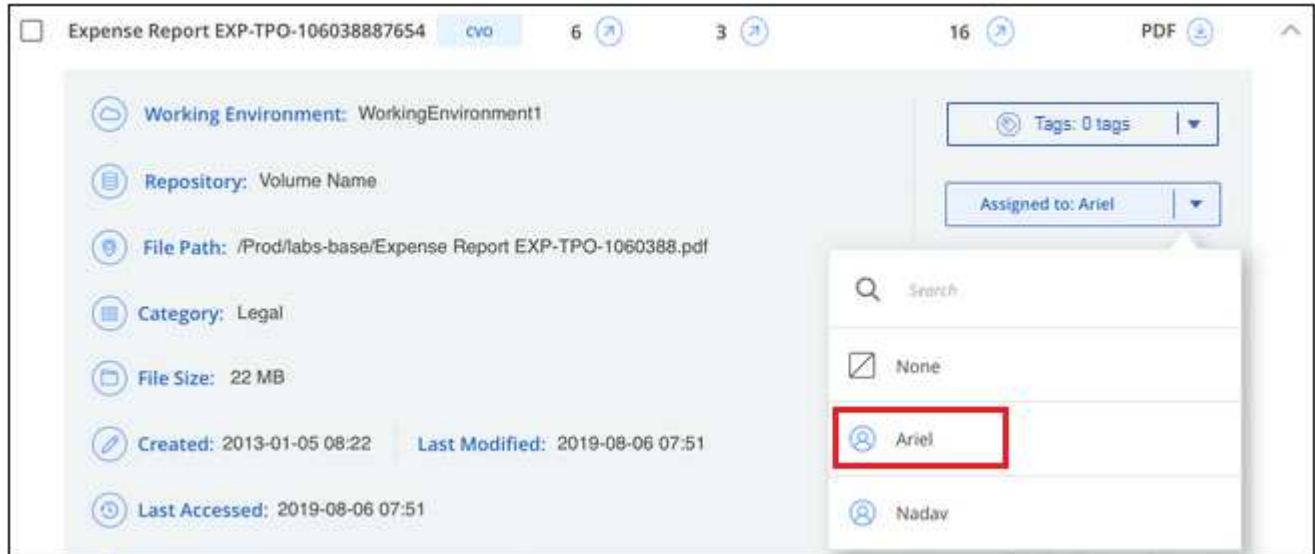 Expense Report EXP-TPO-106038887654 CVO 6 3 16 PDF
Working Environment: WorkingEnvironment1
Tags: 0 tags
Repository: Volume Name
Assigned to: Ariel
File Path: /Prod/labs-base/Expense Report EXP-TPO-1060388.pdf
Search
Category: Legal
None
File Size: 22 MB
Ariel
Created: 2013-01-05 08:22 Last Modified: 2019-08-06 07:51
Last Accessed: 2019-08-06 07:51
Nadav